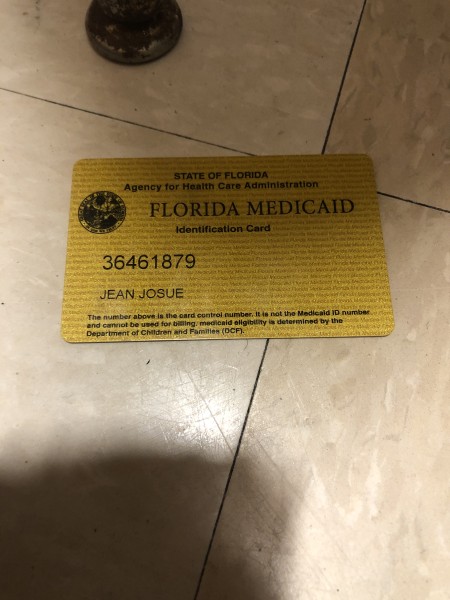 STATE OF FLORIDA
Agency for Health Care Administration
FLORIDA MEDICAID
Identification Card
36461879
JEAN JOSUE
The number above is the card control number. It is not the Medicaid ID number
and cannot be used for billing. medicaid eligibility is determined by the
Department of Children and Families (DCF).